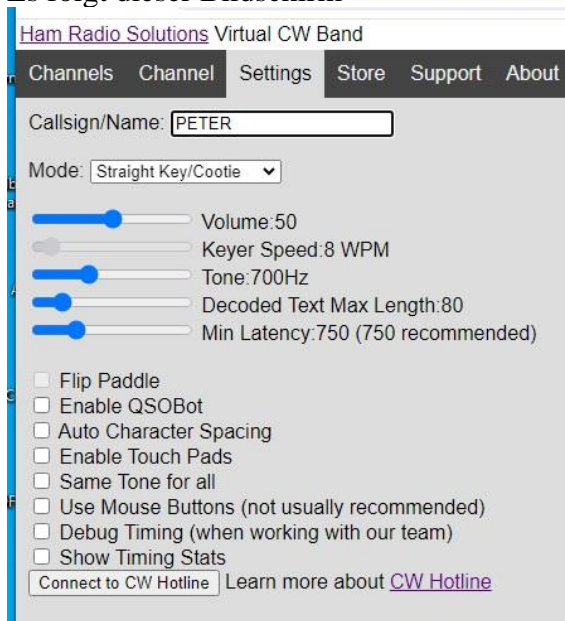 Es folgt dieser Bildschirm
Ham Radio Solutions Virtual CW Band
Channels Channel Settings Store Support About
Callsign/Name: PETER
Mode: Straight Key/Cootie
Volume:50
Keyer Speed:8 WPM
Tone:700Hz
Decoded Text Max Length:80
Min Latency:750 (750 recommended)
Flip Paddle
Enable QSOBot
Auto Character Spacing
Enable Touch Pads
Same Tone for all
Use Mouse Buttons (not usually recommended)
Debug Timing (when working with our team)
Show Timing Stats
Connect to CW Hotline Learn more about CW Hotline